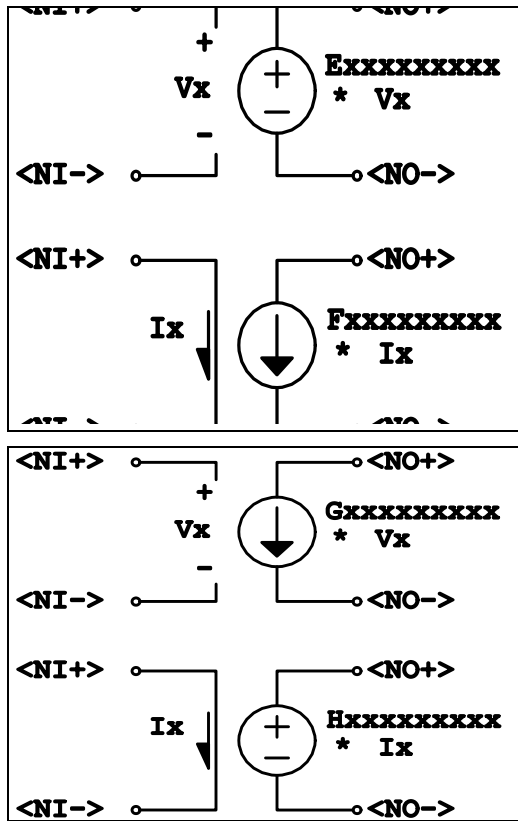 +
Vx
-
Exxxxxxxxx
* Vx
<NI-> <NO->
<NI+> <NO+>
Ix
Fxxxxxxxxx
* Ix
<NI+> <NO+>
+
Vx
-
Gxxxxxxxxx
* Vx
<NI-> <NO->
<NI+> <NO+>
Ix
+
-
Hxxxxxxxxx
* Ix
<NI-> <NO->